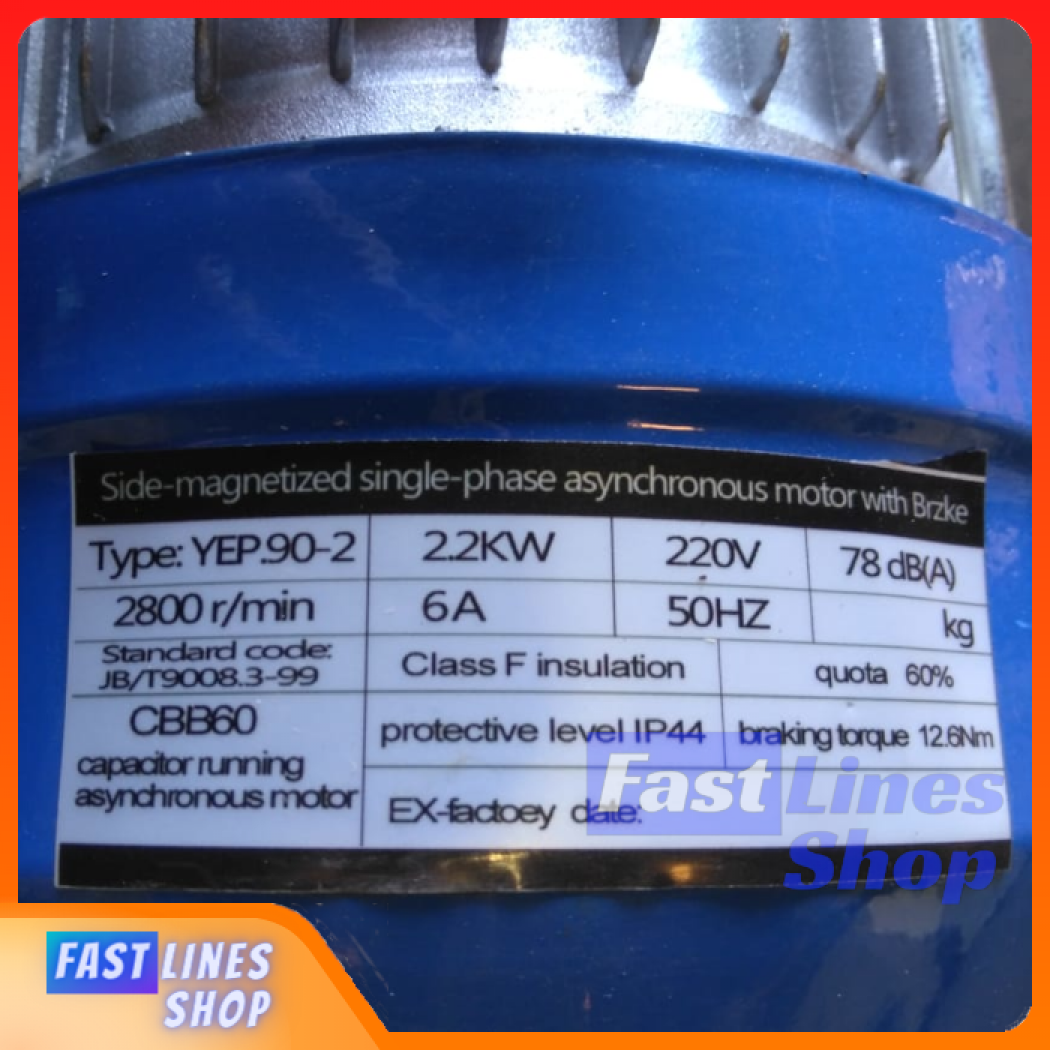 Side-magnetized single-phase asynchronous motor with Brzke
Type: YEP.90-2 2.2KW 220V 78 dB(A)
2800 r/min 6A 50HZ kg
Standard code:
JB/T9008.3-99
Class F insulation quota 60%
CBB60
capacitor running
asynchronous motor
protective level IP44 braking torque 12.6Nm
EX-factoey date:
Fast Lines
Shop
FAST LINES
SHOP